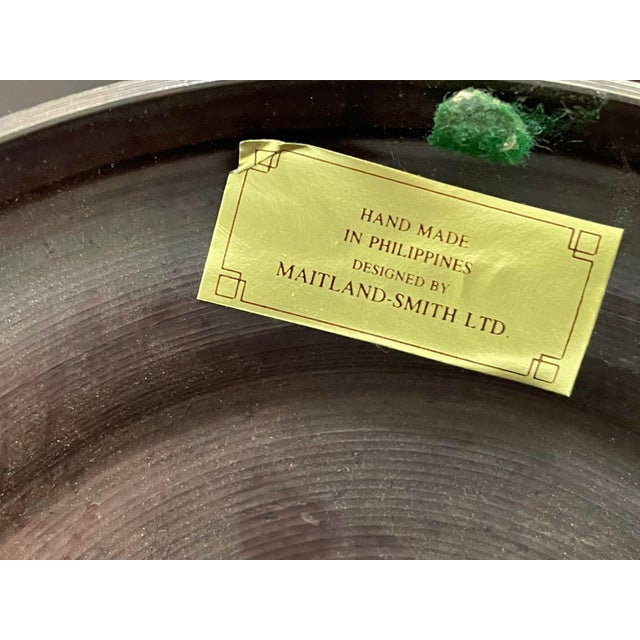 HAND MADE
IN PHILIPPINES
DESIGNED BY
MAITLAND-SMITH LTD.